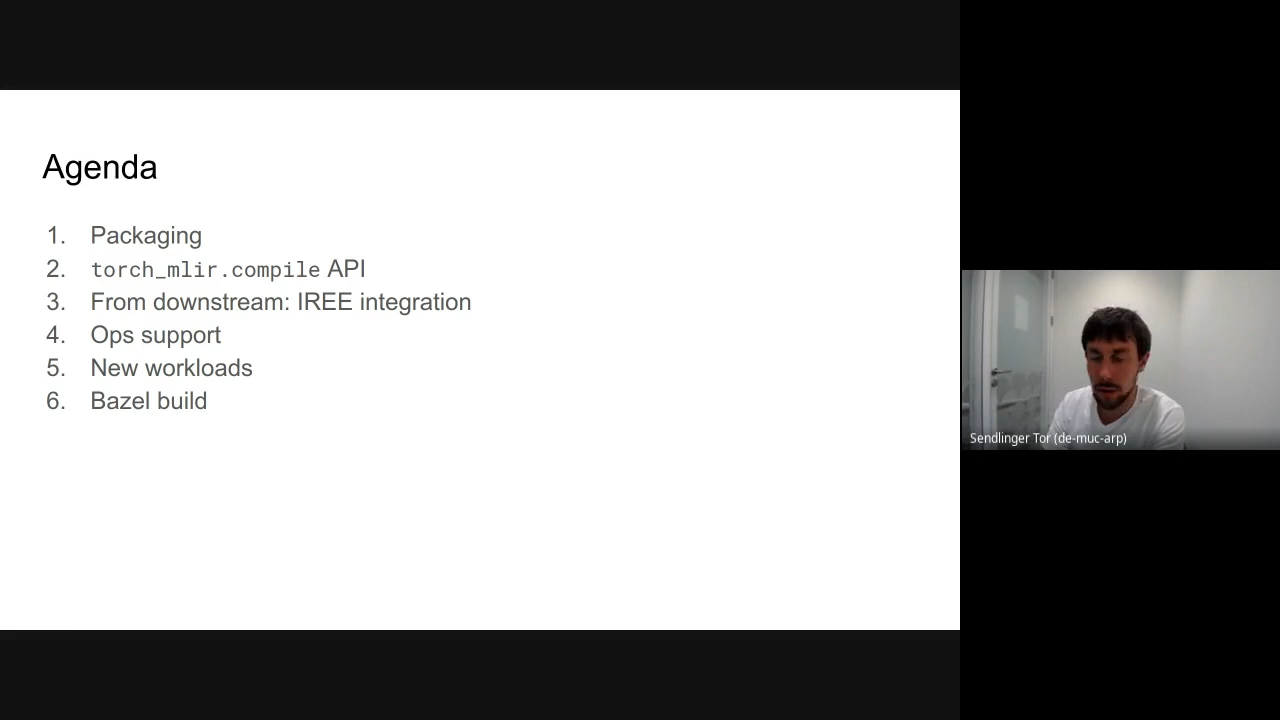 Agenda
1. Packaging
2. torch_mlir.compile API
3. From downstream: IREE integration
4. Ops support
5. New workloads
6. Bazel build
Sendlinger Tor (de-muc-arp)